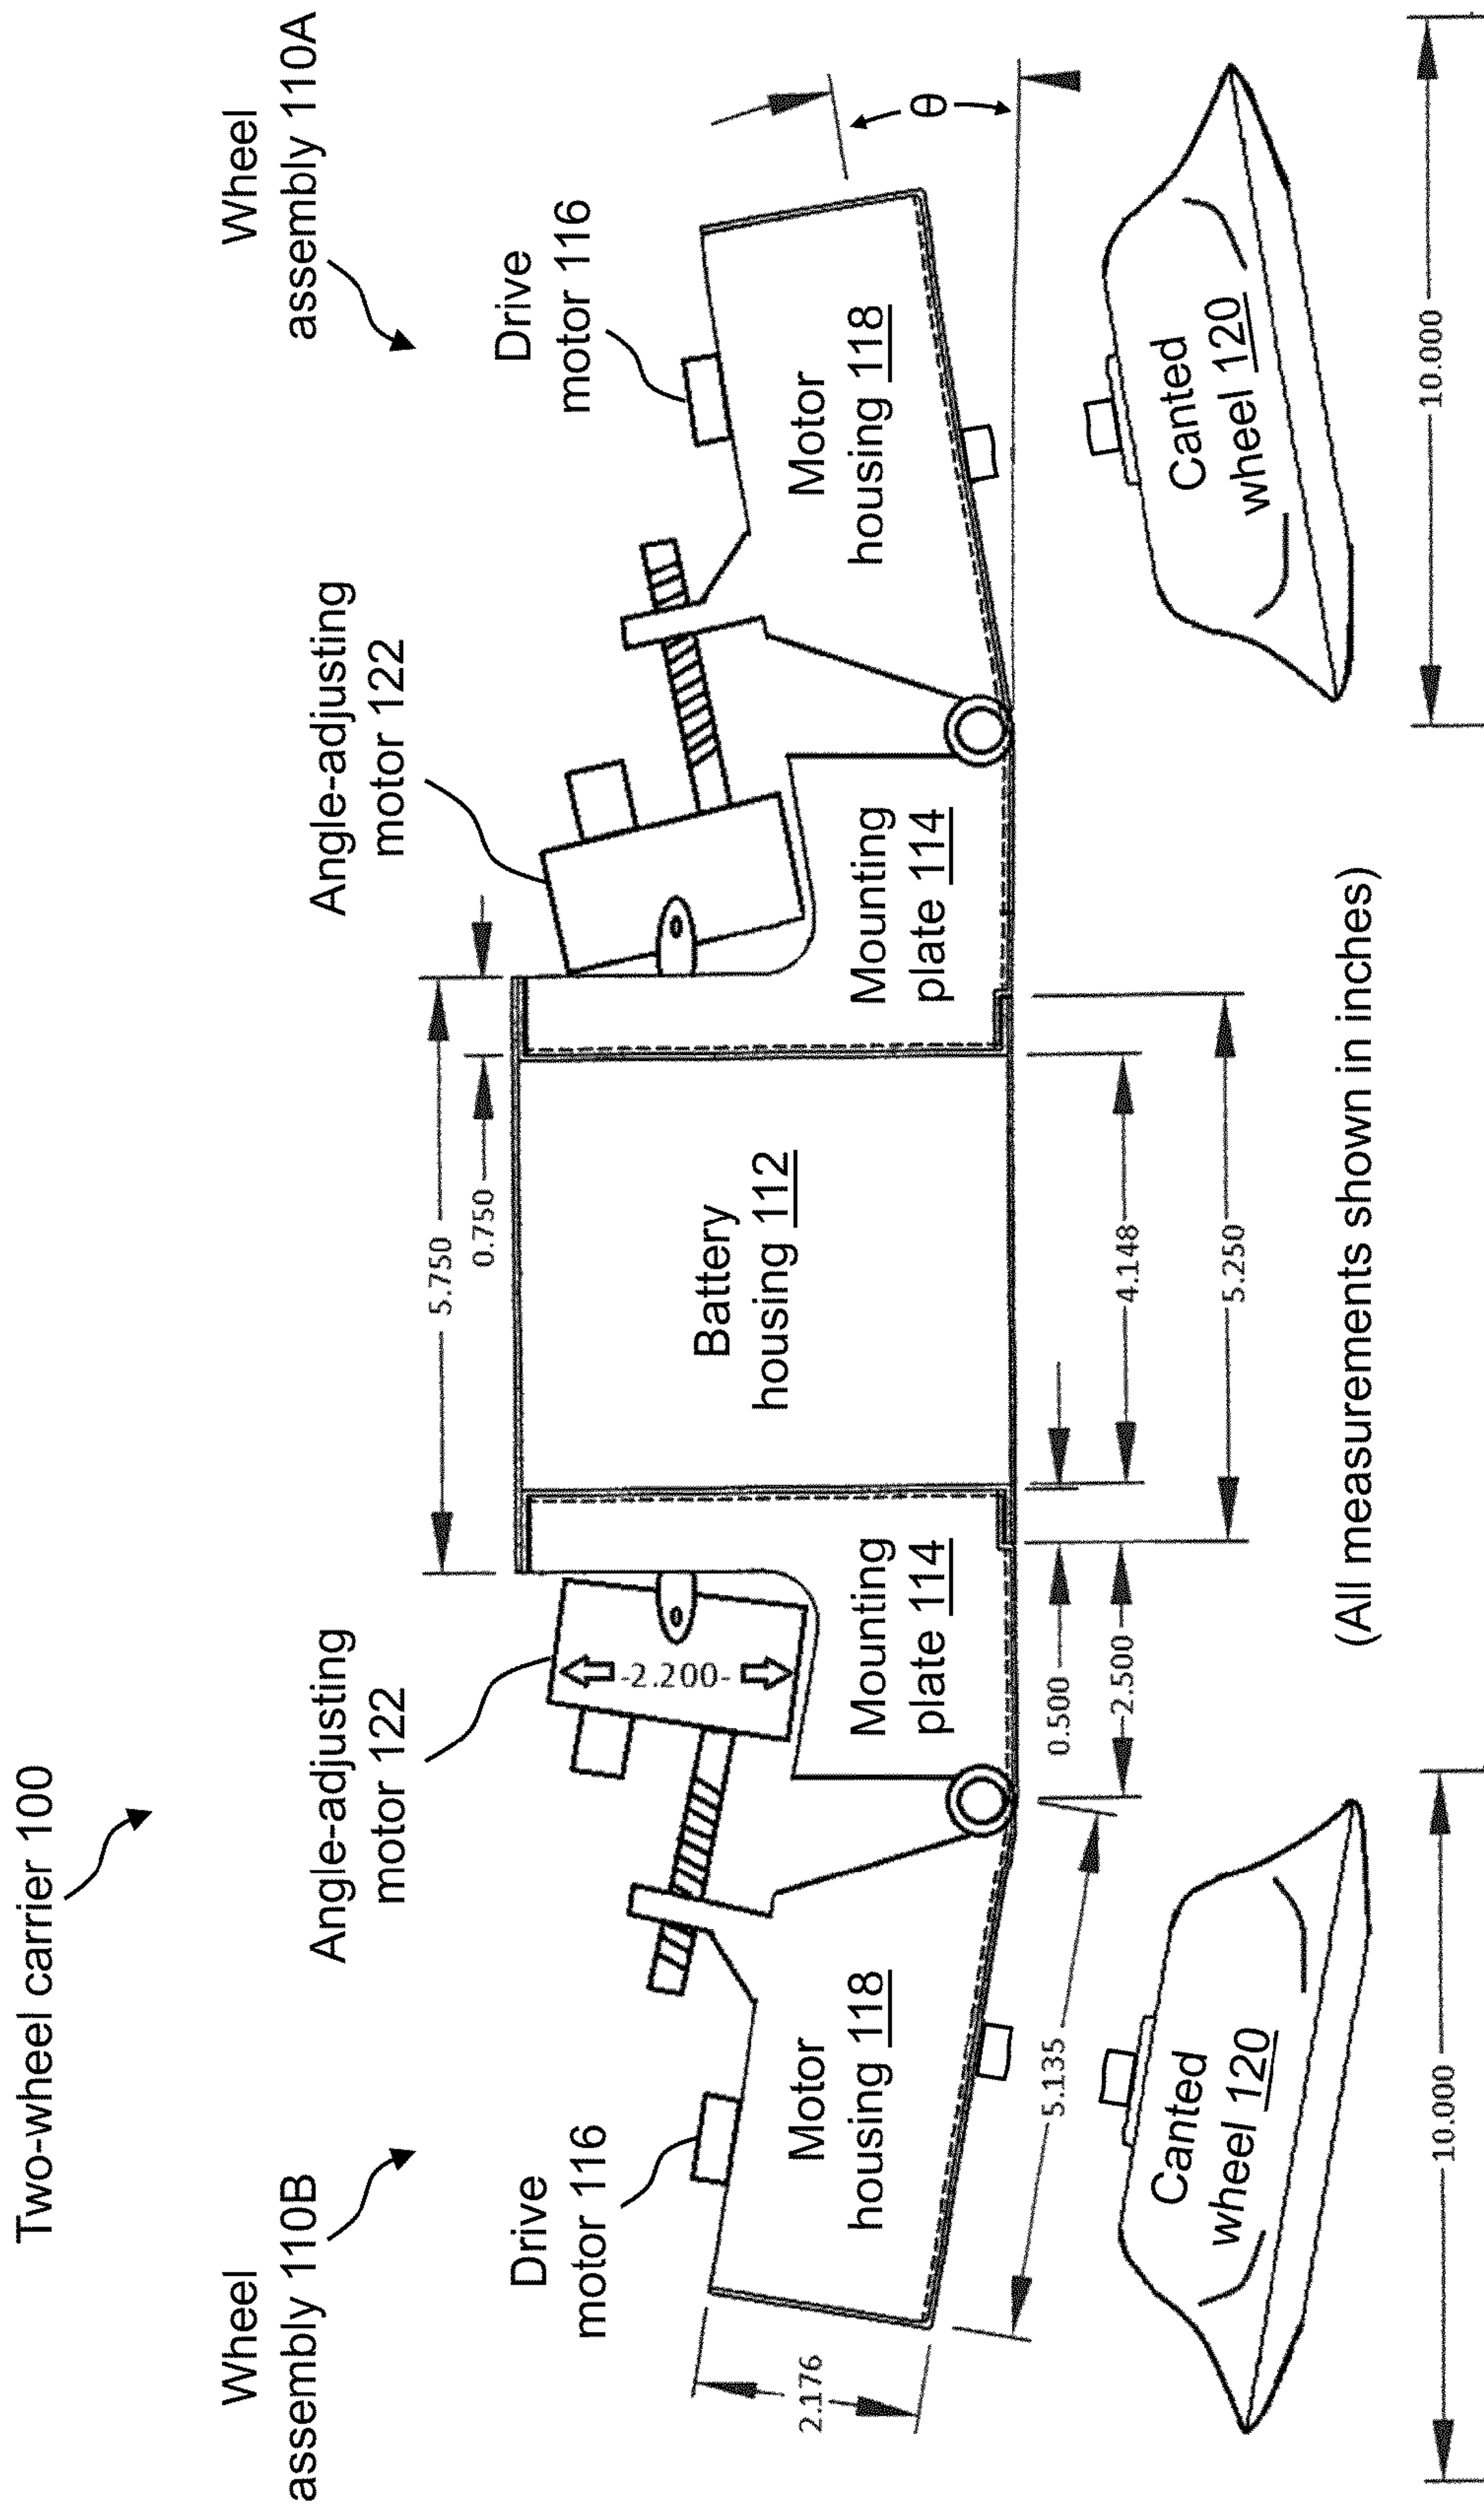 Two-wheel carrier 100
Wheel
assembly 110B
Wheel
assembly 110A
Angle-adjusting
motor 122
Angle-adjusting
motor 122
Drive
motor 116
Drive
motor 116
5.750
0.750
-2.200-
Motor
housing 118
Mounting
plate 114
Battery
housing 112
Mounting
plate 114
Motor
housing 118
θ
2.176
5.135
0.500
2.500
4.148
5.250
Canted
wheel 120
Canted
wheel 120
(All measurements shown in inches)
10.000
10.000